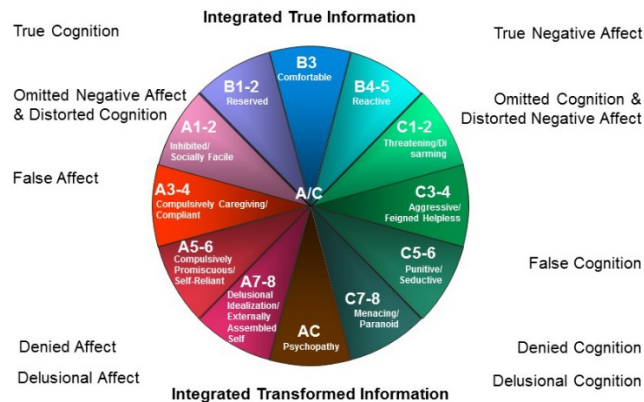 Integrated True Information
True Cognition
True Negative Affect
B3
Comfortable
B1-2
Reserved
B4-5
Reactive
Omitted Negative Affect
& Distorted Cognition
Omitted Cognition &
Distorted Negative Affect
A1-2
Inhibited/
Socially Facile
C1-2
Threatening/Di
sarming
False Affect
A3-4
Compulsively Caregiving/
Compliant
A/C
C3-4
Aggressive/
Feigned Helpless
A5-6
Compulsively
Promiscuous/
Self-Reliant
C5-6
Punitive/
Seductive
False Cognition
A7-8
Delusional
Idealization/
Externally
Assembled
Self
C7-8
Menacing/
Paranoid
AC
Psychopathy
Denied Affect
Denied Cognition
Delusional Affect
Delusional Cognition
Integrated Transformed Information